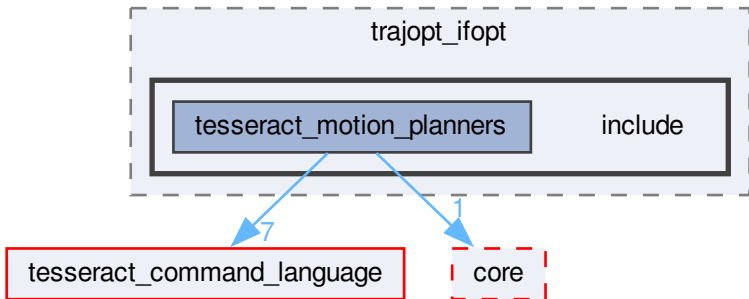 trajopt_ifopt
tesseract_motion_planners
include
7
1
tesseract_command_language
core